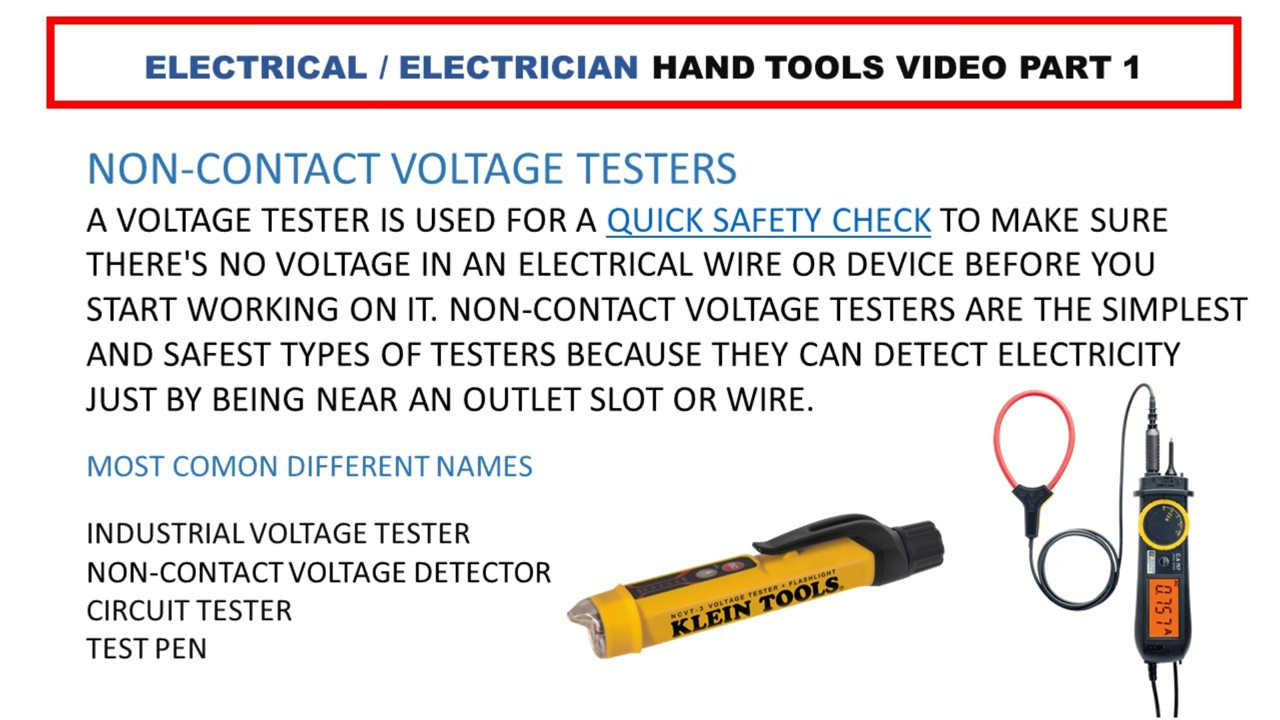 ELECTRICAL / ELECTRICIAN HAND TOOLS VIDEO PART 1
NON-CONTACT VOLTAGE TESTERS
A VOLTAGE TESTER IS USED FOR A QUICK SAFETY CHECK TO MAKE SURE
THERE'S NO VOLTAGE IN AN ELECTRICAL WIRE OR DEVICE BEFORE YOU
START WORKING ON IT. NON-CONTACT VOLTAGE TESTERS ARE THE SIMPLEST
AND SAFEST TYPES OF TESTERS BECAUSE THEY CAN DETECT ELECTRICITY
JUST BY BEING NEAR AN OUTLET SLOT OR WIRE.
MOST COMON DIFFERENT NAMES
INDUSTRIAL VOLTAGE TESTER
NON-CONTACT VOLTAGE DETECTOR
CIRCUIT TESTER
TEST PEN
NCVT-3 VOLTAGE TESTER + FLASHLIGHT
KLEIN TOOLS®
0.757A